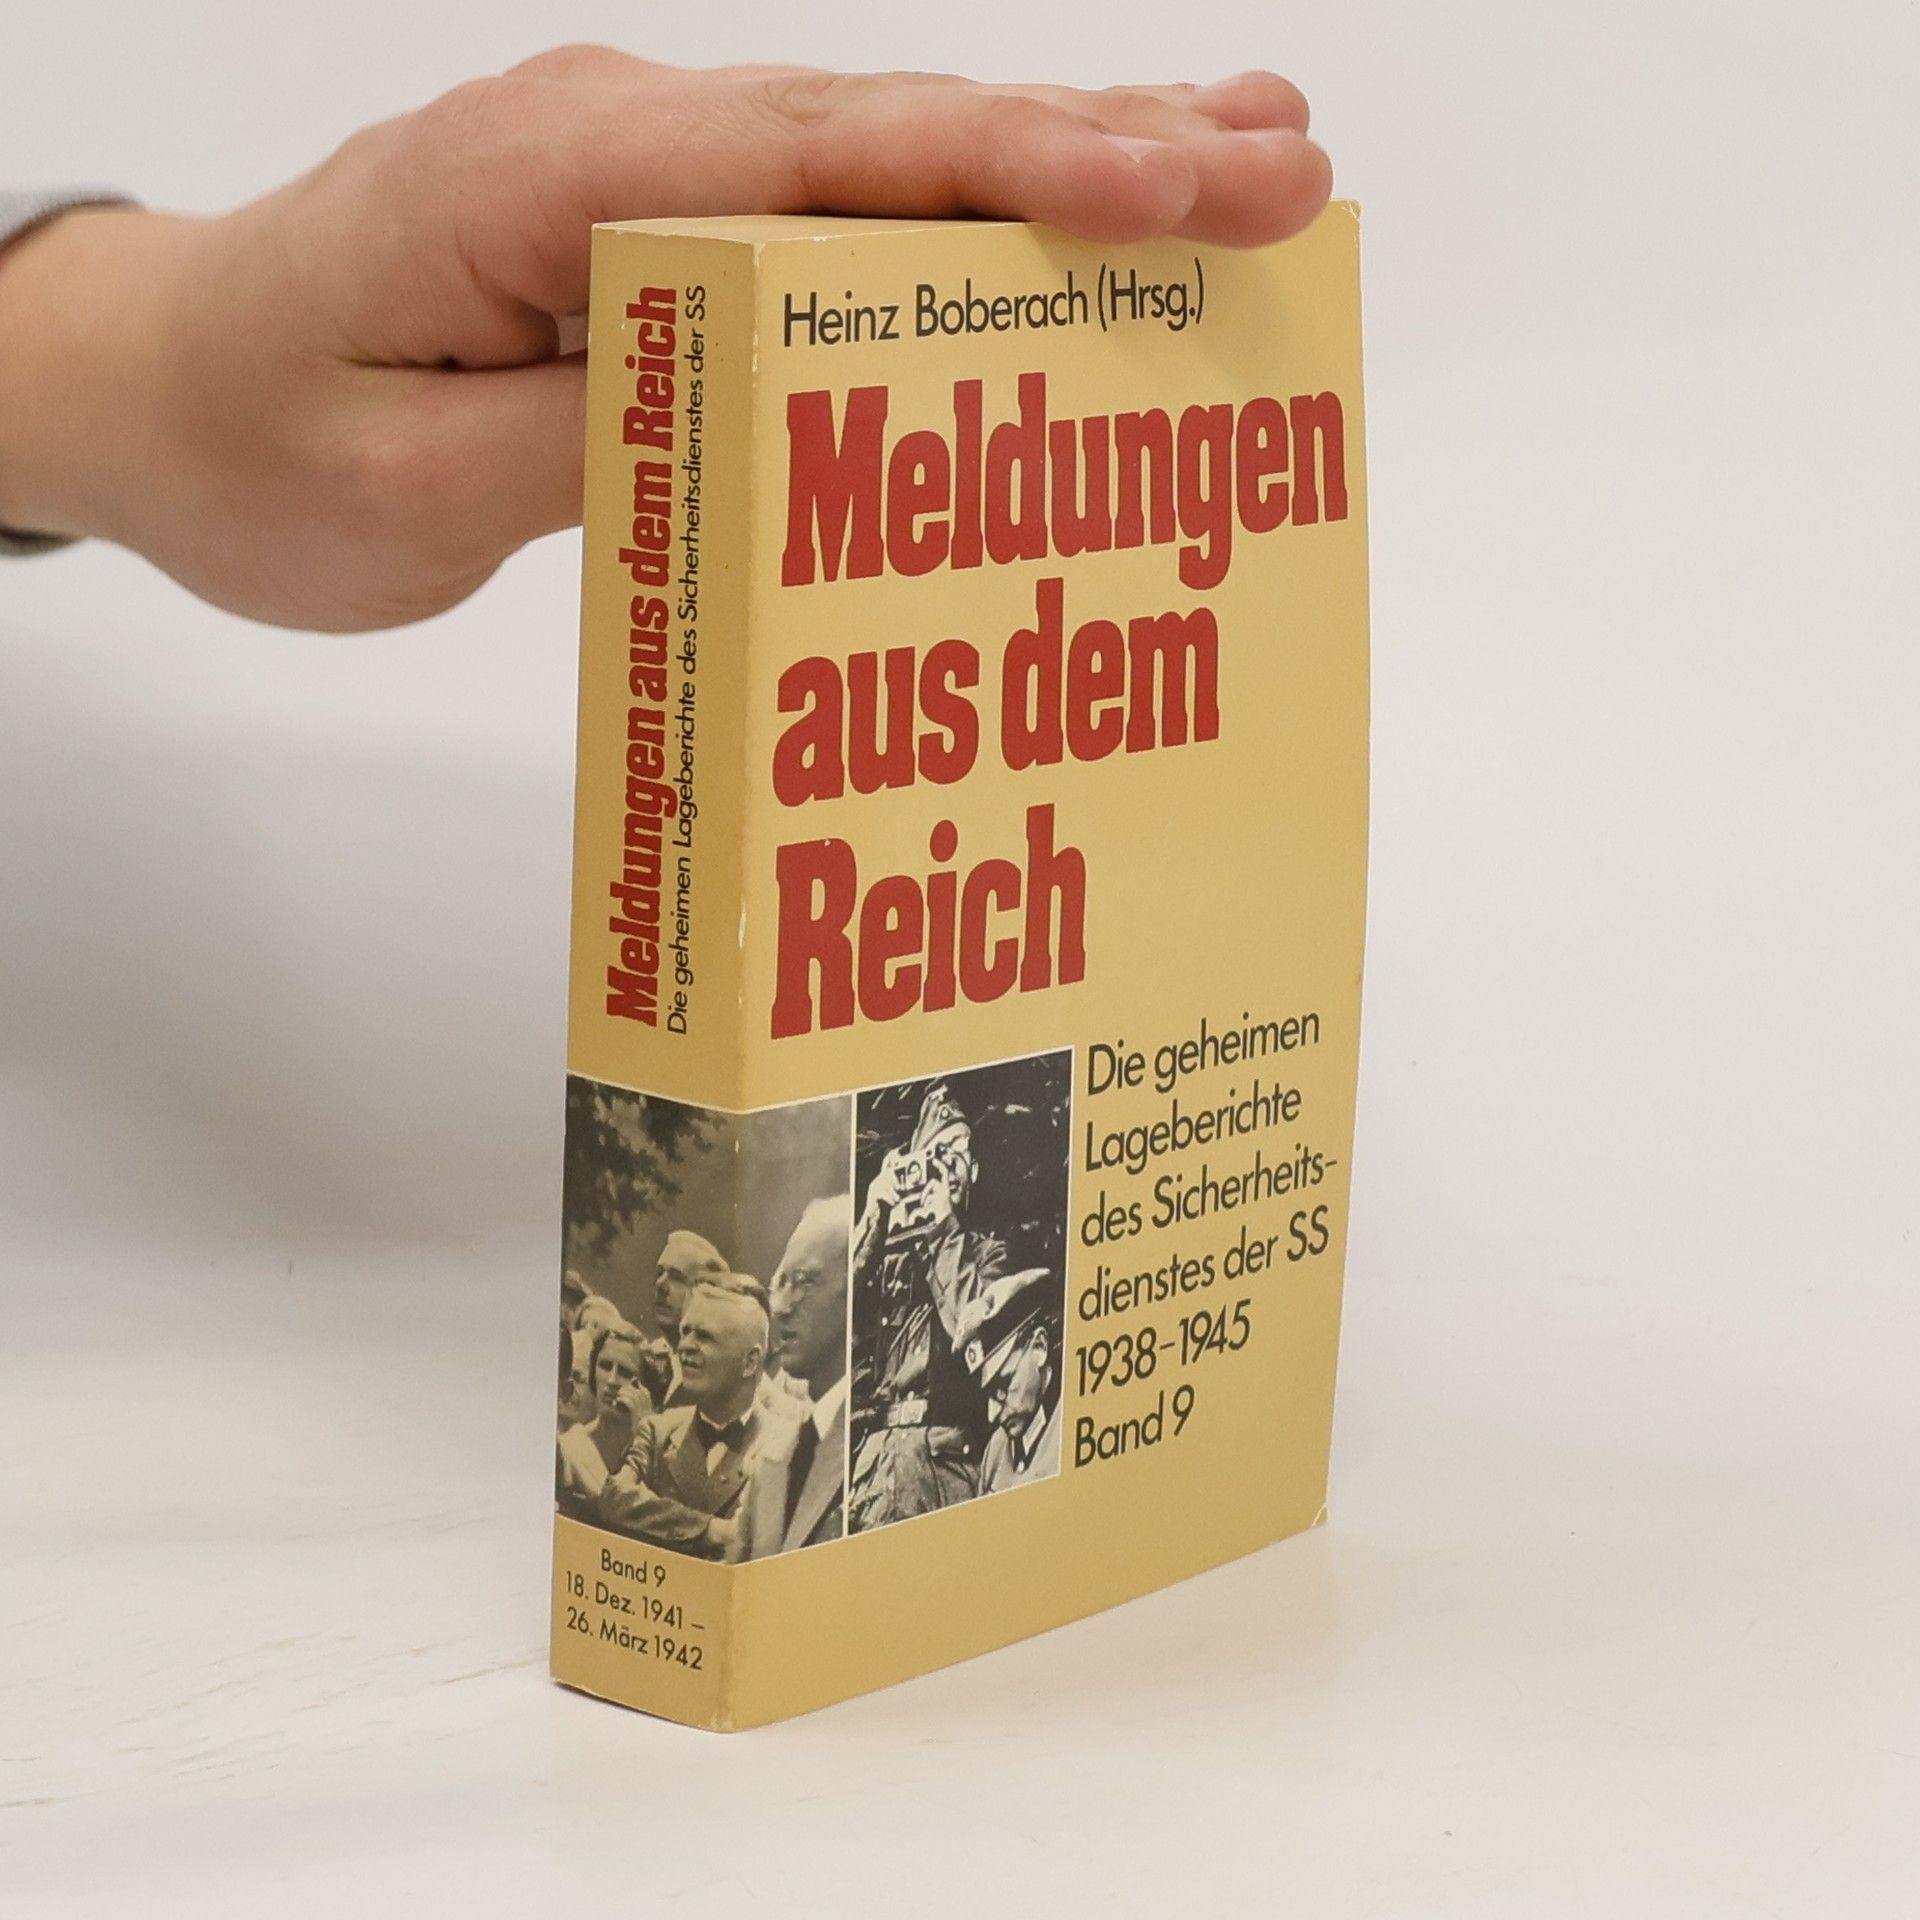 Meldungen aus dem Reich
Die geheimen Lageberichte des Sicherheitsdienstes der SS
Band 9
18. Dez. 1941 –
26. März 1942
Heinz Boberach (Hrsg.)
Meldungen
aus dem
Reich
Die geheimen
Lageberichte
des Sicherheits-
dienstes der SS
1938–1945
Band 9